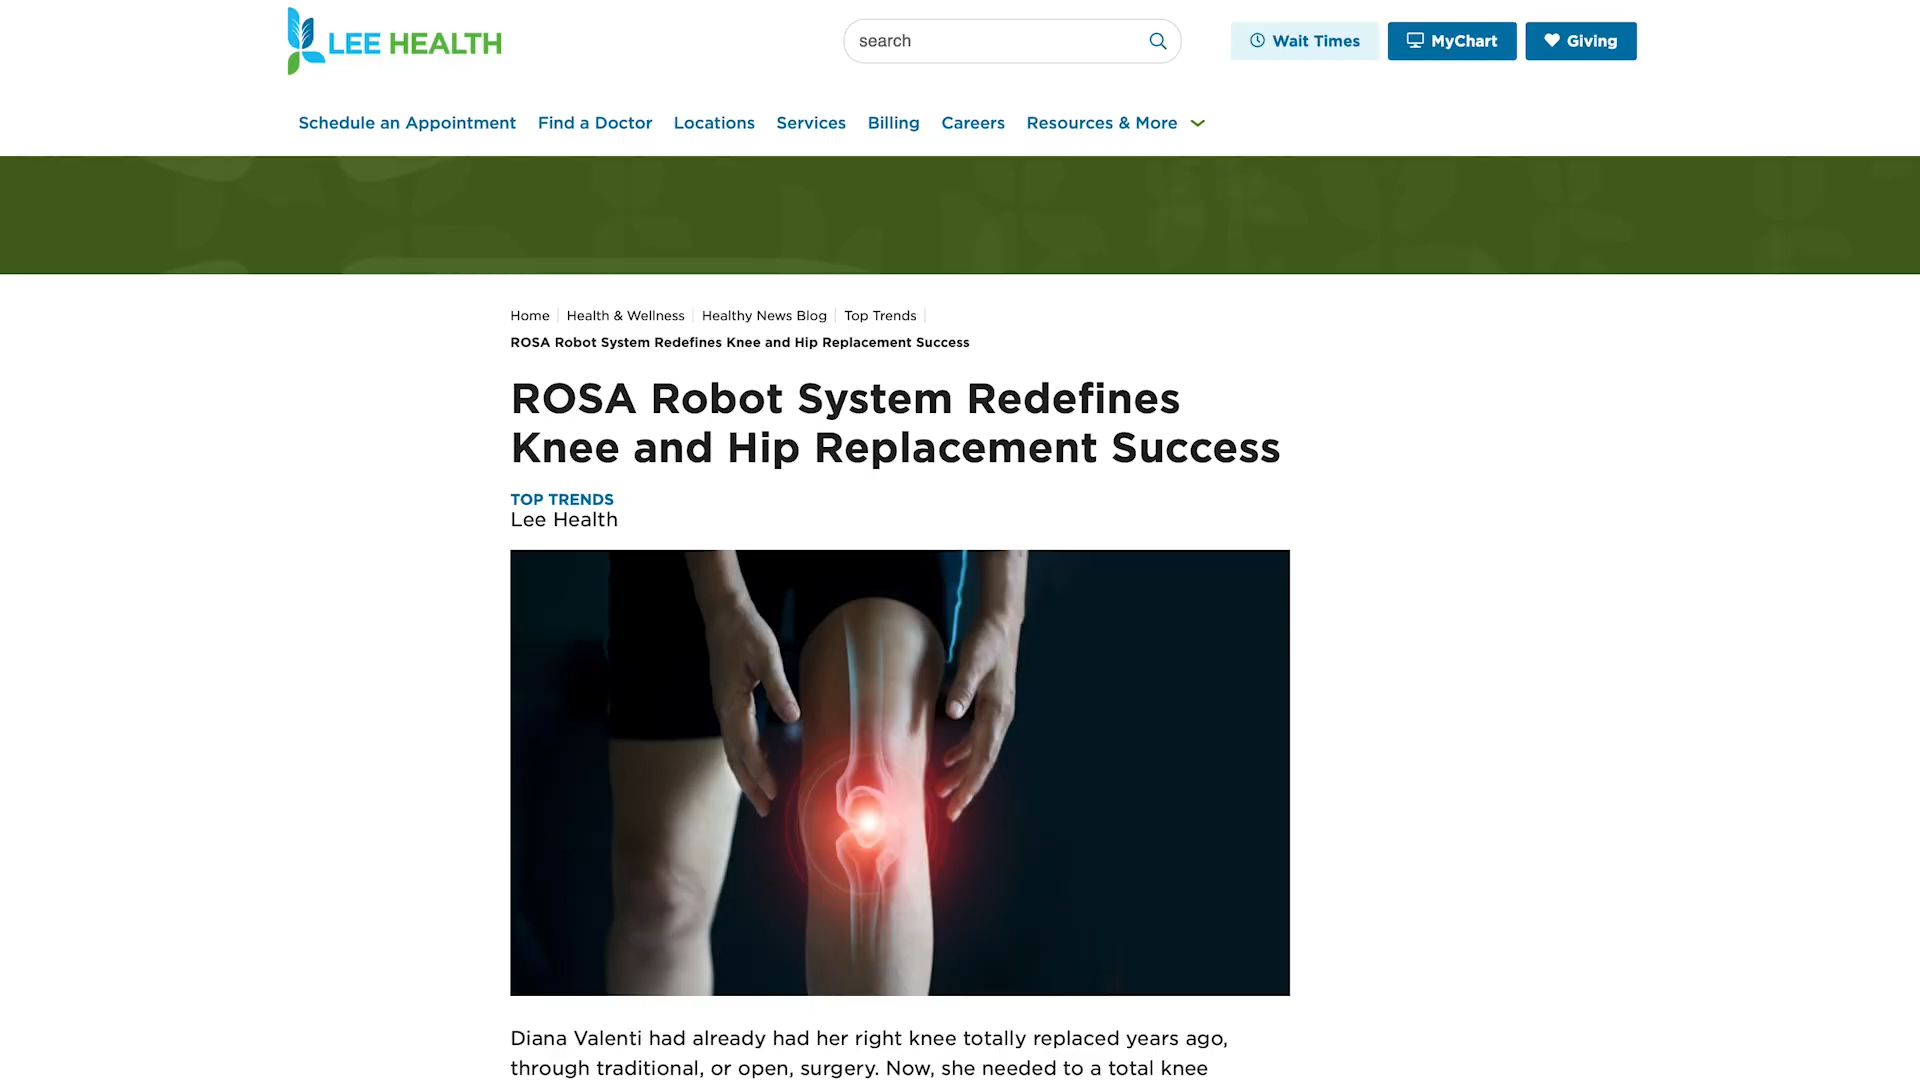 LEE HEALTH
search
Wait Times
MyChart
Giving
Schedule an Appointment
Find a Doctor
Locations
Services
Billing
Careers
Resources & More
Home
Health & Wellness
Healthy News Blog
Top Trends
ROSA Robot System Redefines Knee and Hip Replacement Success
ROSA Robot System Redefines
Knee and Hip Replacement Success
TOP TRENDS
Lee Health
Diana Valenti had already had her right knee totally replaced years ago,
through traditional, or open, surgery. Now, she needed to a total knee